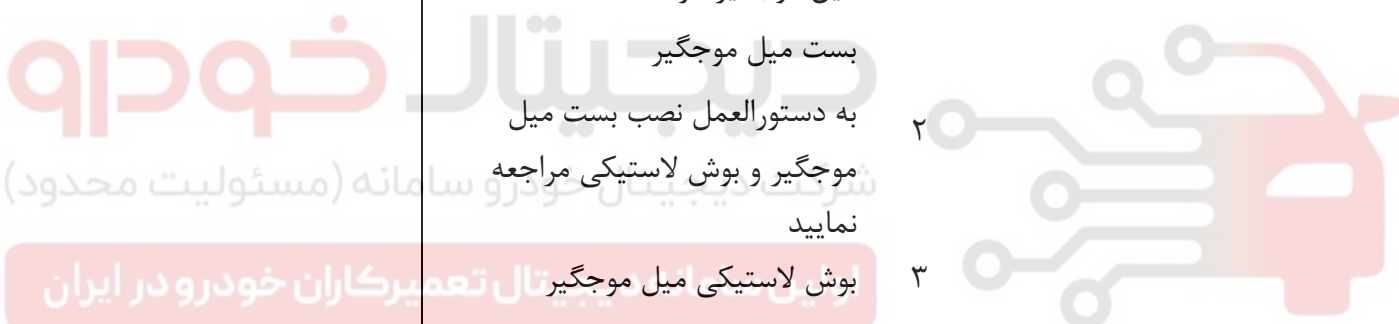 بست میل موجگیر
۲ به دستورالعمل نصب بست میل
موجگیر و بوش لاستیکی مراجعه
نمایید
۳ بوش لاستیکی میل موجگیر
دیجیتال خودرو
شرکت دیجیتال خودرو سامانه (مسئولیت محدود)
اولین سامانه دیجیتال تعمیرکاران خودرو در ایران